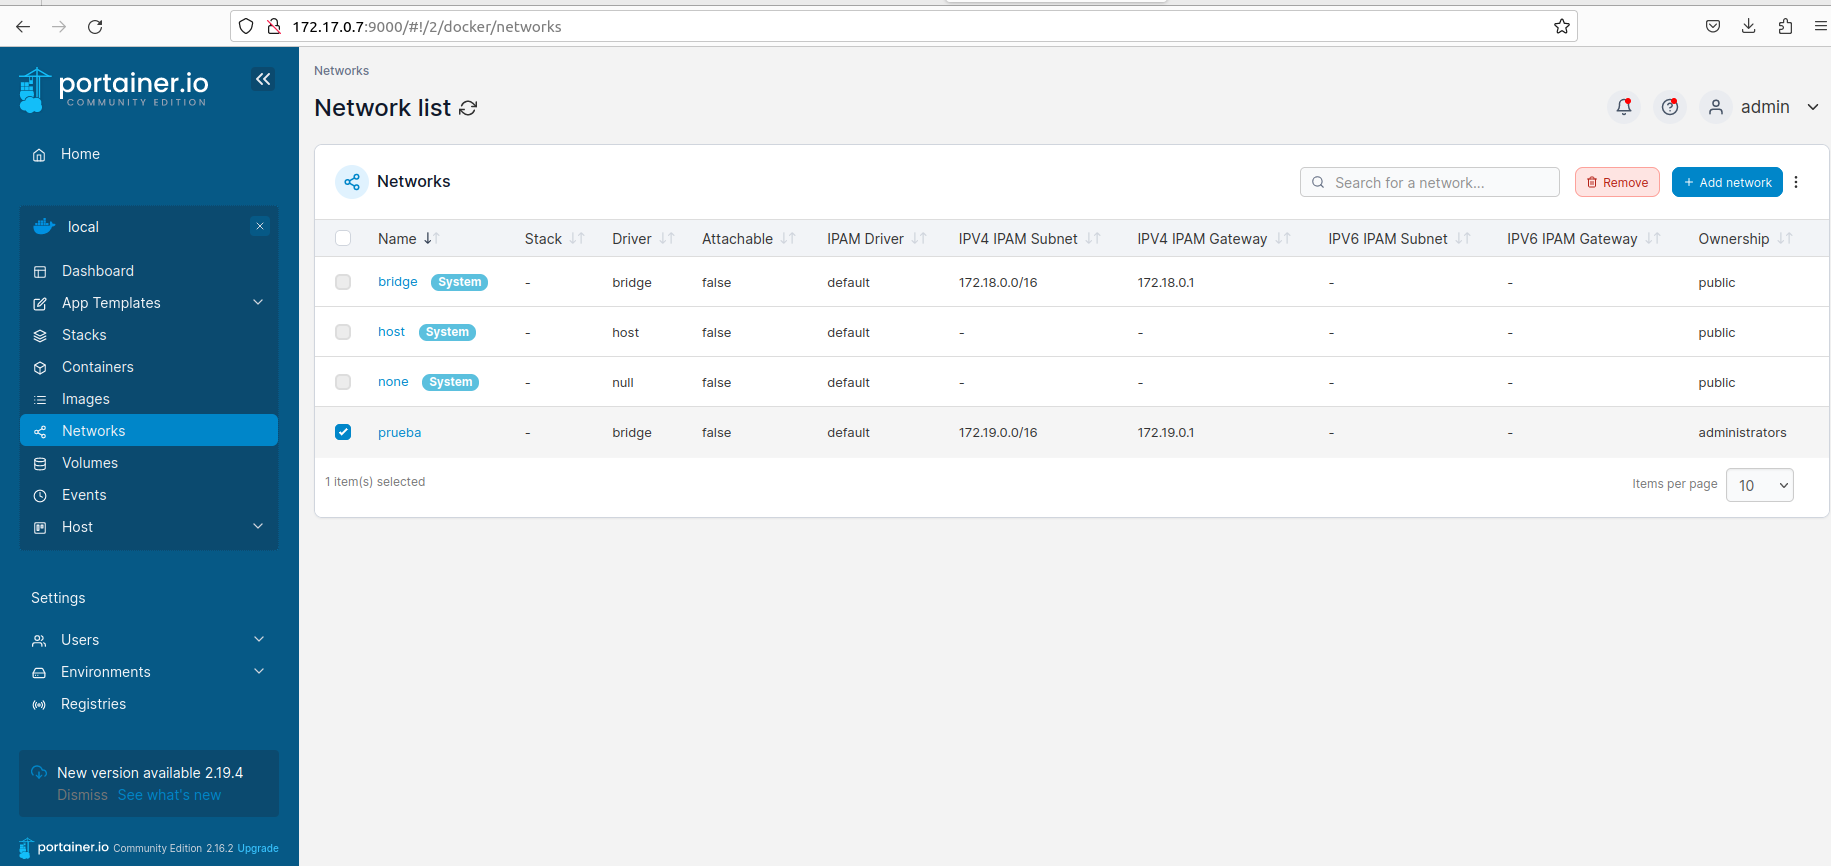 172.17.0.7:9000/#!/2/docker/networks
portainer.io
COMMUNITY EDITION
Home
local
Dashboard
App Templates
Stacks
Containers
Images
Networks
Volumes
Events
Host
Settings
Users
Environments
Registries
New version available 2.19.4
Dismiss See what's new
portainer.io Community Edition 2.16.2 Upgrade
Networks
Network list
admin
Networks
Search for a network...
Remove
+ Add network
Name Stack Driver Attachable IPAM Driver IPV4 IPAM Subnet IPV4 IPAM Gateway IPV6 IPAM Subnet IPV6 IPAM Gateway Ownership
bridge System - bridge false default 172.18.0.0/16 172.18.0.1 - - public
host System - host false default - - - - public
none System - null false default - - - - public
prueba - bridge false default 172.19.0.0/16 172.19.0.1 - - administrators
1 item(s) selected
Items per page 10